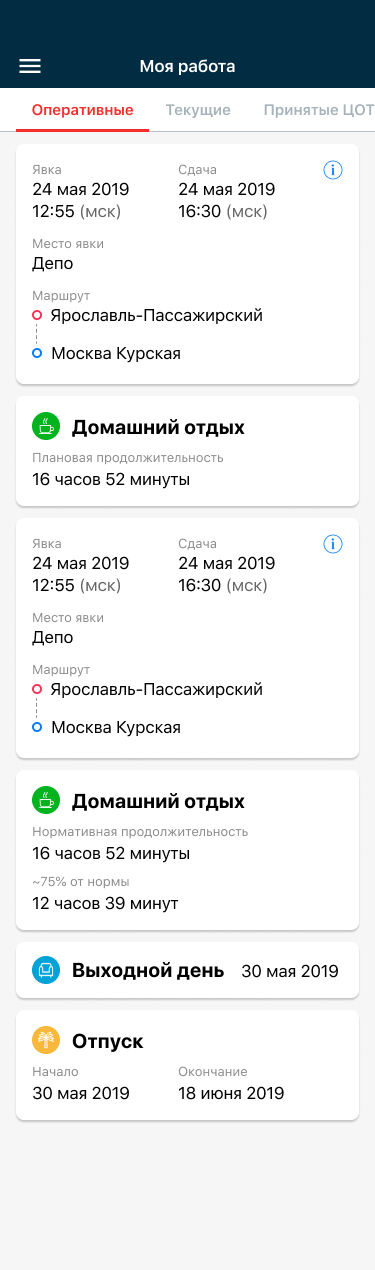 Моя работа
Оперативные Текущие Принятые ЦОТ
Явка Сдача
24 мая 2019 24 мая 2019
12:55 (мск) 16:30 (мск)
Место явки
Депо
Маршрут
Ярославль-Пассажирский
Москва Курская
Домашний отдых
Плановая продолжительность
16 часов 52 минуты
Явка Сдача
24 мая 2019 24 мая 2019
12:55 (мск) 16:30 (мск)
Место явки
Депо
Маршрут
Ярославль-Пассажирский
Москва Курская
Домашний отдых
Нормативная продолжительность
16 часов 52 минуты
~75% от нормы
12 часов 39 минут
Выходной день 30 мая 2019
Отпуск
Начало Окончание
30 мая 2019 18 июня 2019